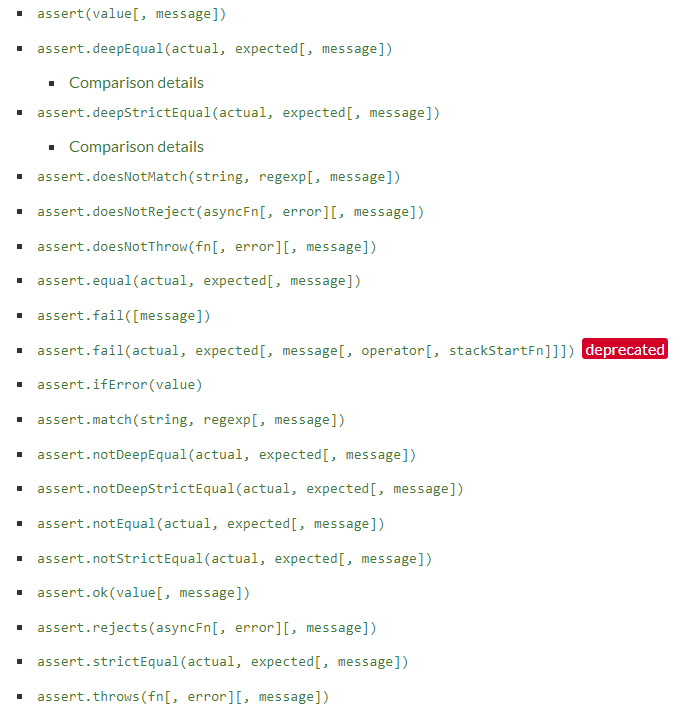 assert(value[, message])
assert.deepEqual(actual, expected[, message])
Comparison details
assert.deepStrictEqual(actual, expected[, message])
Comparison details
assert.doesNotMatch(string, regexp[, message])
assert.doesNotReject(asyncFn[, error][, message])
assert.doesNotThrow(fn[, error][, message])
assert.equal(actual, expected[, message])
assert.fail([message])
assert.fail(actual, expected[, message[, operator[, stackStartFn]]]) deprecated
assert.ifError(value)
assert.match(string, regexp[, message])
assert.notDeepEqual(actual, expected[, message])
assert.notDeepStrictEqual(actual, expected[, message])
assert.notEqual(actual, expected[, message])
assert.notStrictEqual(actual, expected[, message])
assert.ok(value[, message])
assert.rejects(asyncFn[, error][, message])
assert.strictEqual(actual, expected[, message])
assert.throws(fn[, error][, message])